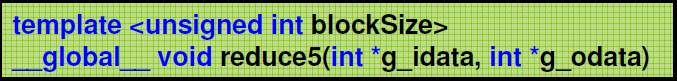 template <unsigned int blockSize>
__global__ void reduce5(int *g_idata, int *g_odata)